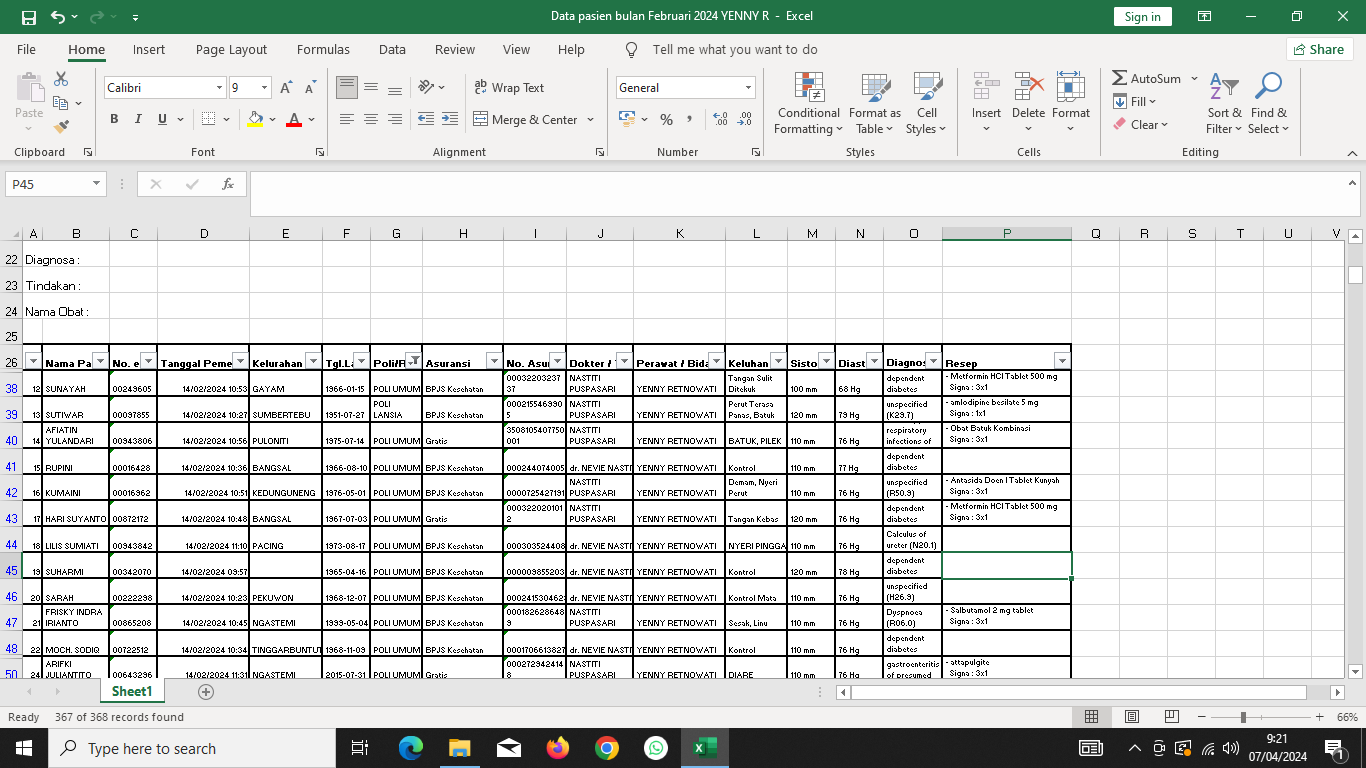 Data pasien bulan Februari 2024 YENNY R - Excel
Sign in
File Home Insert Page Layout Formulas Data Review View Help Tell me what you want to do Share
Paste
Calibri 9
B I U
Wrap Text
Merge & Center
General
Conditional Formatting
Format as Table
Cell Styles
Insert Delete Format
AutoSum
Fill
Clear
Sort & Filter
Find & Select
Clipboard Font Alignment Number Styles Cells Editing
P45
fx
A B C D E F G H I J K L M N O P Q R S T U V
22 Diagnosa :
23 Tindakan :
24 Nama Obat :
25
26 Nama Pa No. e Tanggal Peme Kelurahan Tgl.La Poli/R Asuransi No. Asu Dokter / Perawat / Bida Keluhan Sisto Diast Diagnos Resep
38 12 SUNAYAH 00249605 14/02/2024 10:53 GAYAM 1966-01-15 POLI UMUM BPJS Kesehatan 00032203237 37 NASTITI PUSPASARI YENNY RETNOWATI Tangan Sulit Ditekuk 100 mm 68 Hg dependent diabetes - Metformin HCl Tablet 500 mg Signa : 3x1
39 13 SUTIWAR 00097855 14/02/2024 10:27 SUMBERTEBU 1951-07-27 POLI LANSIA BPJS Kesehatan 00021554699 5 NASTITI PUSPASARI YENNY RETNOWATI Perut Terasa Panas, Batuk 120 mm 79 Hg unspecified (K29.7) - amlodipine besilate 5 mg Signa : 1x1
40 14 AFIATIN YULANDARI 00943806 14/02/2024 10:56 PULONITI 1975-07-14 POLI UMUM Gratis 3508105407750 001 NASTITI PUSPASARI YENNY RETNOWATI BATUK, PILEK 110 mm 76 Hg respiratory infections of - Obat Batuk Kombinasi Signa : 3x1
41 15 RUPINI 00016428 14/02/2024 10:36 BANGSAL 1966-08-10 POLI UMUM BPJS Kesehatan 000244074005 dr. NEVIE NASTI YENNY RETNOWATI Kontrol 110 mm 77 Hg dependent diabetes
42 16 KUMAINI 00016962 14/02/2024 10:51 KEDUNGUNENG 1976-05-01 POLI UMUM BPJS Kesehatan 0000725427191 NASTITI PUSPASARI YENNY RETNOWATI Demam, Nyeri Perut 110 mm 76 Hg unspecified (R50.9) - Antasida Doen I Tablet Kunyah Signa : 3x1
43 17 HARI SUYANTO 00872172 14/02/2024 10:48 BANGSAL 1967-07-03 POLI UMUM Gratis 00032202010 2 NASTITI PUSPASARI YENNY RETNOWATI Tangan Kebas 120 mm 76 Hg dependent diabetes - Metformin HCl Tablet 500 mg Signa : 3x1
44 18 LILIS SUMIATI 00943842 14/02/2024 11:10 PACING 1973-08-17 POLI UMUM BPJS Kesehatan 000303524408 dr. NEVIE NASTI YENNY RETNOWATI NYERI PINGGA 110 mm 76 Hg Calculus of ureter (N20.1)
45 19 SUHARMI 00342070 14/02/2024 09:57 1965-04-16 POLI UMUM BPJS Kesehatan 000009855203 dr. NEVIE NASTI YENNY RETNOWATI Kontrol 120 mm 78 Hg dependent diabetes
46 20 SARAH 00222298 14/02/2024 10:23 PEKUWON 1968-12-07 POLI UMUM BPJS Kesehatan 0002415304623 dr. NEVIE NASTI YENNY RETNOWATI Kontrol Mata 110 mm 76 Hg unspecified (H26.9)
47 21 FRISKY INDRA IRIANTO 00865208 14/02/2024 10:45 NGASTEMI 1999-05-04 POLI UMUM BPJS Kesehatan 00018262864 9 NASTITI PUSPASARI YENNY RETNOWATI Sesak, Linu 110 mm 76 Hg Dyspnoea (R06.0) - Salbutamol 2 mg tablet Signa : 3x1
48 22 MOCH. SODIQ 00722512 14/02/2024 10:34 TINGGARBUNTUT 1968-11-09 POLI UMUM BPJS Kesehatan 0001706613827 dr. NEVIE NASTI YENNY RETNOWATI Kontrol 110 mm 76 Hg dependent diabetes
50 24 ARIFKI JULIANTITO 00643296 14/02/2024 11:31 NGASTEMI 2015-07-31 POLI UMUM Gratis 000272942414 8 NASTITI PUSPASARI YENNY RETNOWATI DIARE 110 mm 76 Hg gastroenteritis of presumed - attapulgite Signa : 3x1
Sheet1
Ready 367 of 368 records found 66%
Type here to search
9:21
07/04/2024
1